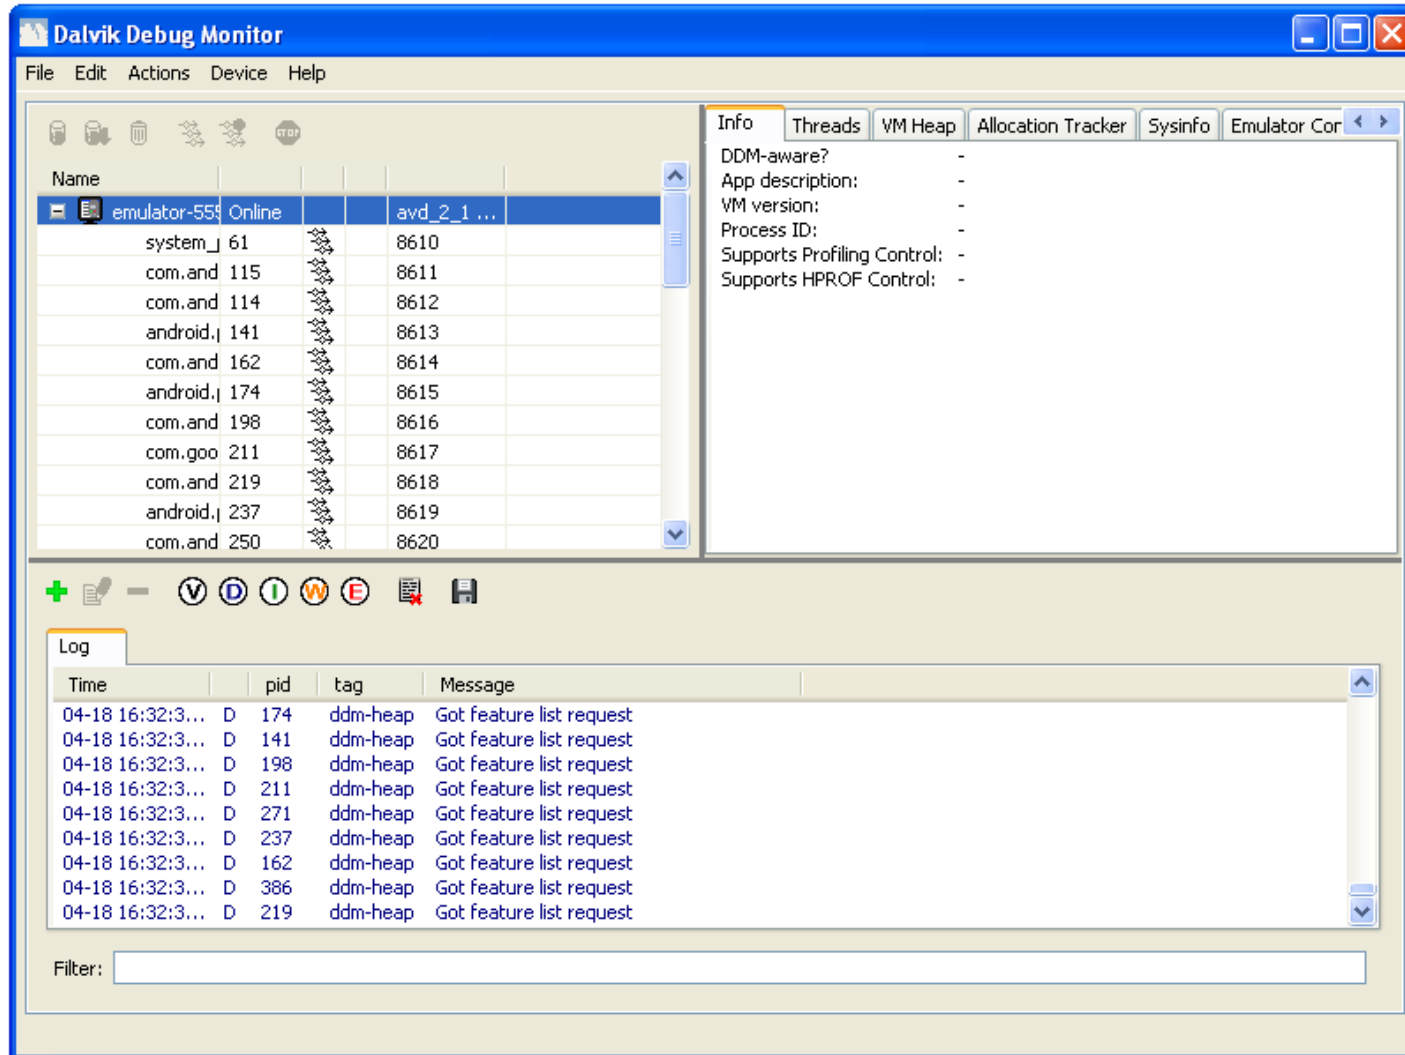 Dalvik Debug Monitor
File Edit Actions Device Help
Name
emulator-555 Online avd_2_1 ...
system_ 61 8610
com.and 115 8611
com.and 114 8612
android. 141 8613
com.and 162 8614
android. 174 8615
com.and 198 8616
com.goo 211 8617
com.and 219 8618
android. 237 8619
com.and 250 8620
Info Threads VM Heap Allocation Tracker Sysinfo Emulator Cor
DDM-aware? -
App description: -
VM version: -
Process ID: -
Supports Profiling Control: -
Supports HPROF Control: -
STOP
V D I W E
Log
Time pid tag Message
04-18 16:32:3... D 174 ddm-heap Got feature list request
04-18 16:32:3... D 141 ddm-heap Got feature list request
04-18 16:32:3... D 198 ddm-heap Got feature list request
04-18 16:32:3... D 211 ddm-heap Got feature list request
04-18 16:32:3... D 271 ddm-heap Got feature list request
04-18 16:32:3... D 237 ddm-heap Got feature list request
04-18 16:32:3... D 162 ddm-heap Got feature list request
04-18 16:32:3... D 386 ddm-heap Got feature list request
04-18 16:32:3... D 219 ddm-heap Got feature list request
Filter: